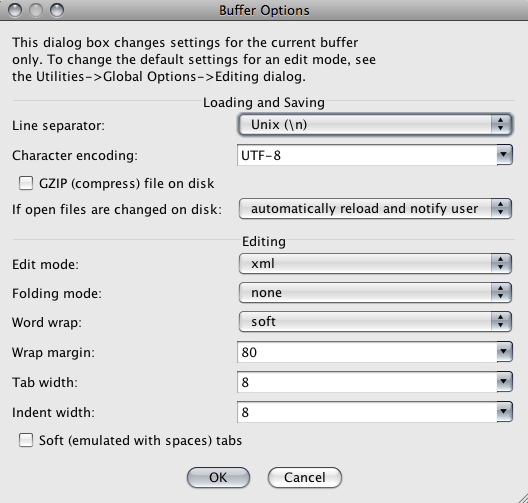 Buffer Options
This dialog box changes settings for the current buffer
only. To change the default settings for an edit mode, see
the Utilities->Global Options->Editing dialog.
Loading and Saving
Line separator: Unix (\n)
Character encoding: UTF-8
GZIP (compress) file on disk
If open files are changed on disk: automatically reload and notify user
Editing
Edit mode: xml
Folding mode: none
Word wrap: soft
Wrap margin: 80
Tab width: 8
Indent width: 8
Soft (emulated with spaces) tabs
OK Cancel